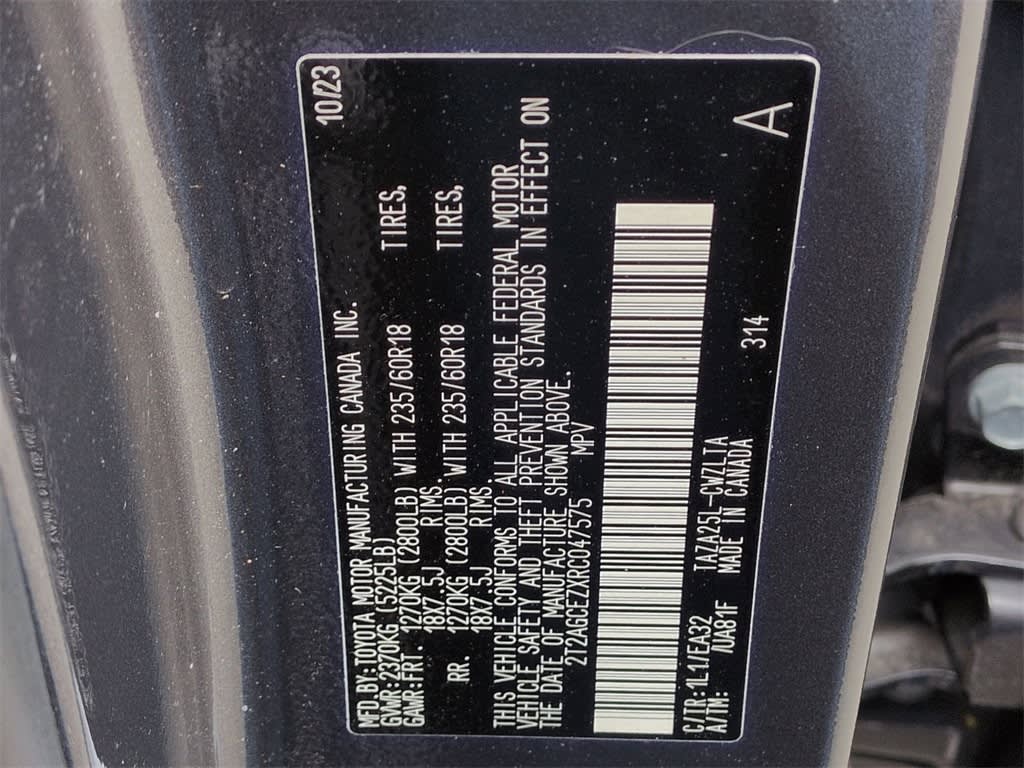 10/23
MFD.BY:TOYOTA MOTOR MANUFACTURING CANADA INC.
GVWR:2370KG (5225LB)
GAWR:FRT. 1270KG (2800LB) WITH 235/60R18 TIRES,
18X7.5J RIMS.
RR. 1270KG (2800LB) WITH 235/60R18 TIRES,
18X7.5J RIMS.
THIS VEHICLE CONFORMS TO ALL APPLICABLE FEDERAL MOTOR
VEHICLE SAFETY AND THEFT PREVENTION STANDARDS IN EFFECT ON
THE DATE OF MANUFACTURE SHOWN ABOVE.
2T2AGCEZXRC047575 MPV
C/TR:1L1/EA32 TAZA25L-CWZLTA 314
A/TM: /UA81F MADE IN CANADA
A